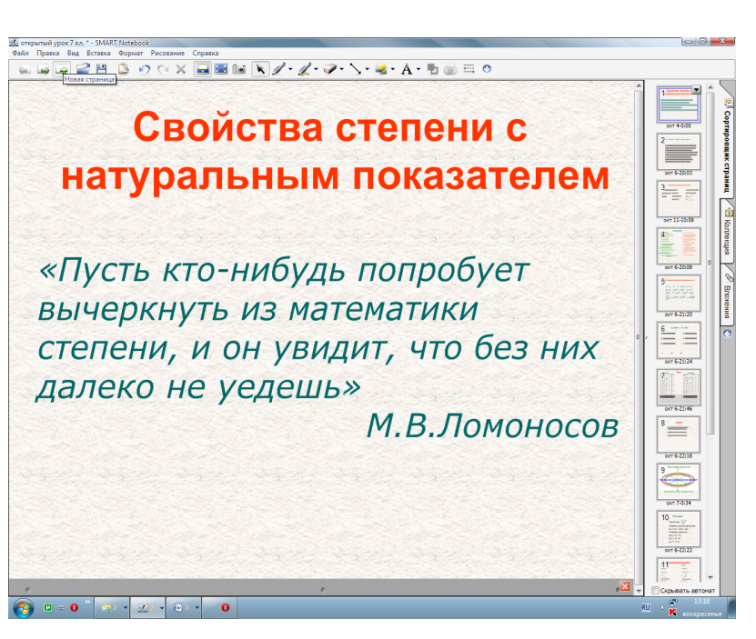 открытый урок 7 кл. * - SMART Notebook
Файл Правка Вид Вставка Формат Рисование Справка
Новая страница
Свойства степени с
натуральным показателем
«Пусть кто-нибудь попробует
вычеркнуть из математики
степени, и он увидит, что без них
далеко не уедешь»
М.В.Ломоносов
1
окт 4-0:01
2
окт 6-20:03
3
окт 11-10:38
4
окт 6-20:08
5
окт 6-21:20
6
окт 6-21:24
7
окт 6-21:46
8
окт 6-22:18
9
окт 7-0:34
10
окт 6-22:22
11
Скрывать автомат
Сортировщик страниц
Коллекция
Вложения
RU
13:18
воскресенье